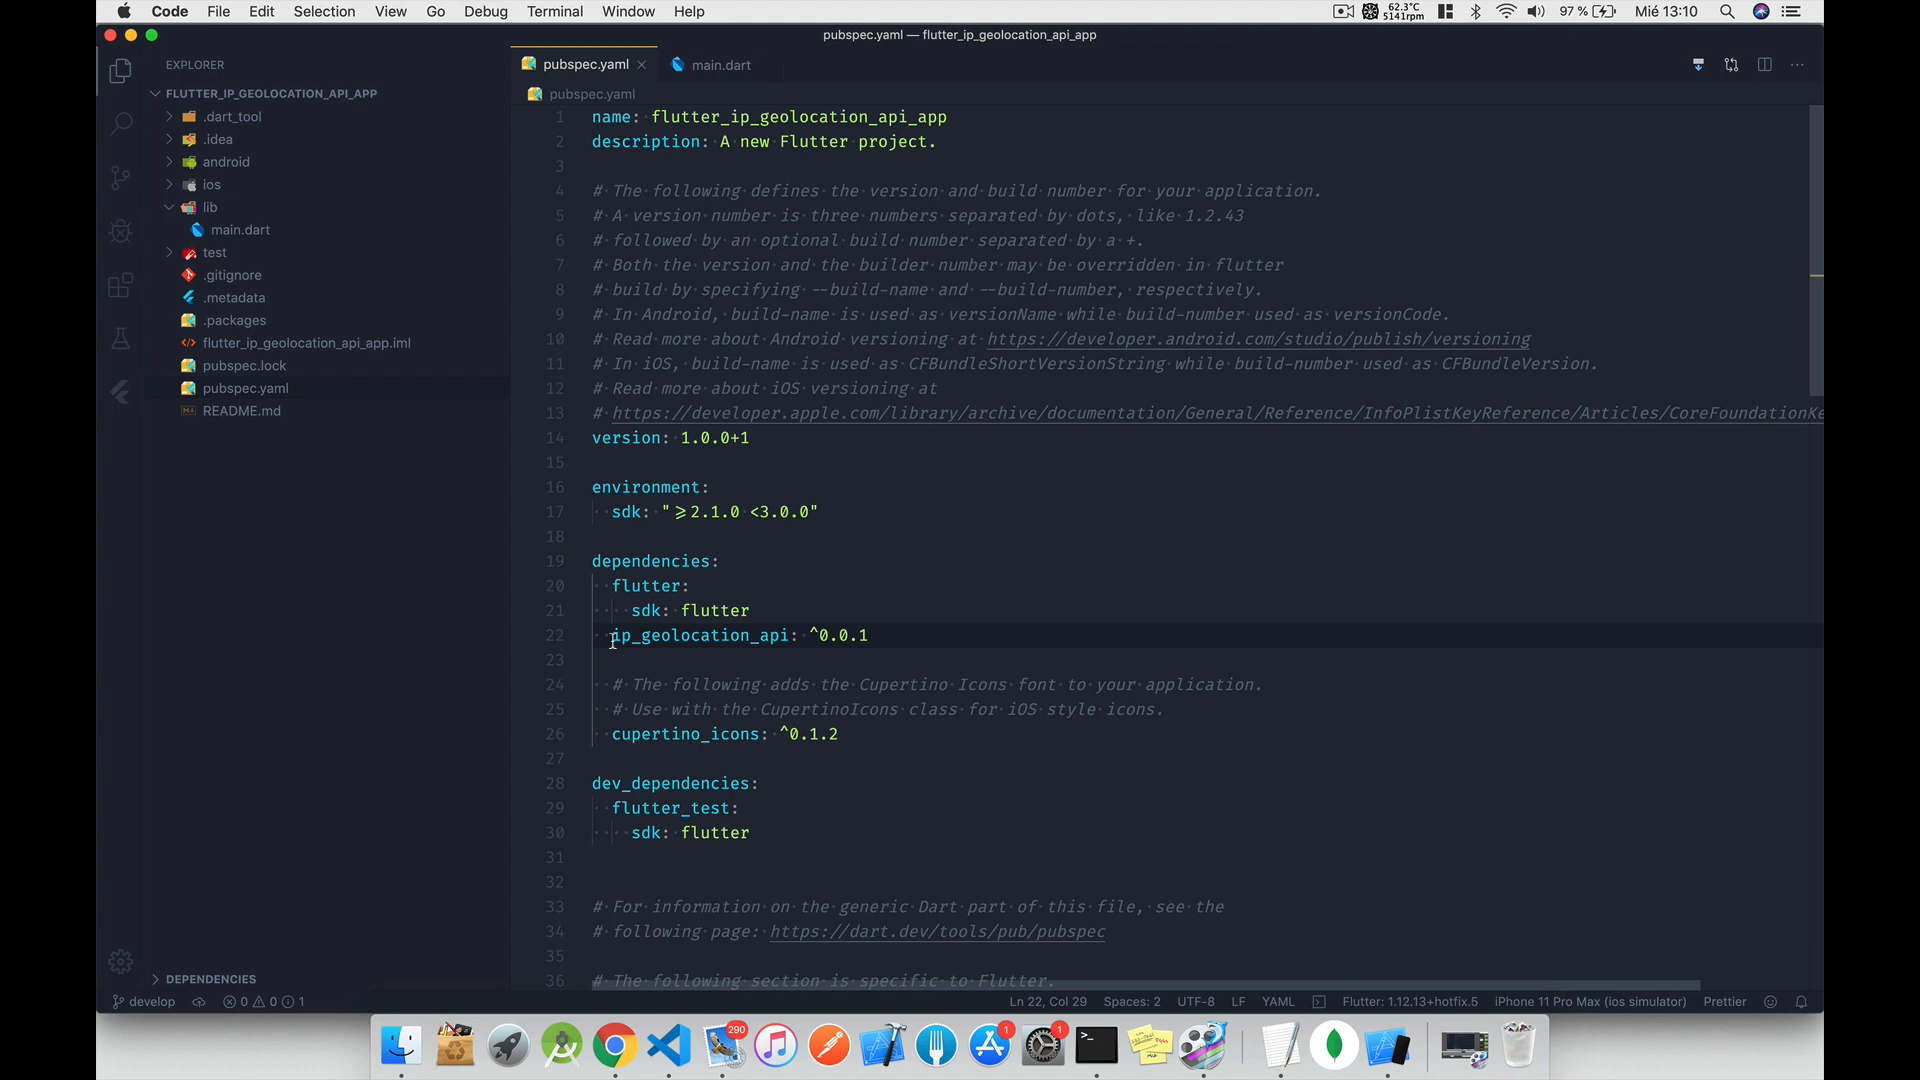 Code File Edit Selection View Go Debug Terminal Window Help
62.3°C
5141rpm
97 %
Mié 13:10
pubspec.yaml — flutter_ip_geolocation_api_app
EXPLORER
FLUTTER_IP_GEOLOCATION_API_APP
.dart_tool
.idea
android
ios
lib
main.dart
test
.gitignore
.metadata
.packages
flutter_ip_geolocation_api_app.iml
pubspec.lock
pubspec.yaml
README.md
DEPENDENCIES
pubspec.yaml main.dart
pubspec.yaml
1 name: flutter_ip_geolocation_api_app
2 description: A new Flutter project.
3
4 # The following defines the version and build number for your application.
5 # A version number is three numbers separated by dots, like 1.2.43
6 # followed by an optional build number separated by a +.
7 # Both the version and the builder number may be overridden in flutter
8 # build by specifying --build-name and --build-number, respectively.
9 # In Android, build-name is used as versionName while build-number used as versionCode.
10 # Read more about Android versioning at https://developer.android.com/studio/publish/versioning
11 # In iOS, build-name is used as CFBundleShortVersionString while build-number used as CFBundleVersion.
12 # Read more about iOS versioning at
13 # https://developer.apple.com/library/archive/documentation/General/Reference/InfoPlistKeyReference/Articles/CoreFoundationKe
14 version: 1.0.0+1
15
16 environment:
17 sdk: ">=2.1.0 <3.0.0"
18
19 dependencies:
20 flutter:
21 sdk: flutter
22 ip_geolocation_api: ^0.0.1
23
24 # The following adds the Cupertino Icons font to your application.
25 # Use with the CupertinoIcons class for iOS style icons.
26 cupertino_icons: ^0.1.2
27
28 dev_dependencies:
29 flutter_test:
30 sdk: flutter
31
32
33 # For information on the generic Dart part of this file, see the
34 # following page: https://dart.dev/tools/pub/pubspec
35
36 # The following section is specific to Flutter.
develop 0 0 1 Ln 22, Col 29 Spaces: 2 UTF-8 LF YAML Flutter: 1.12.13+hotfix.5 iPhone 11 Pro Max (ios simulator) Prettier
290
1
1